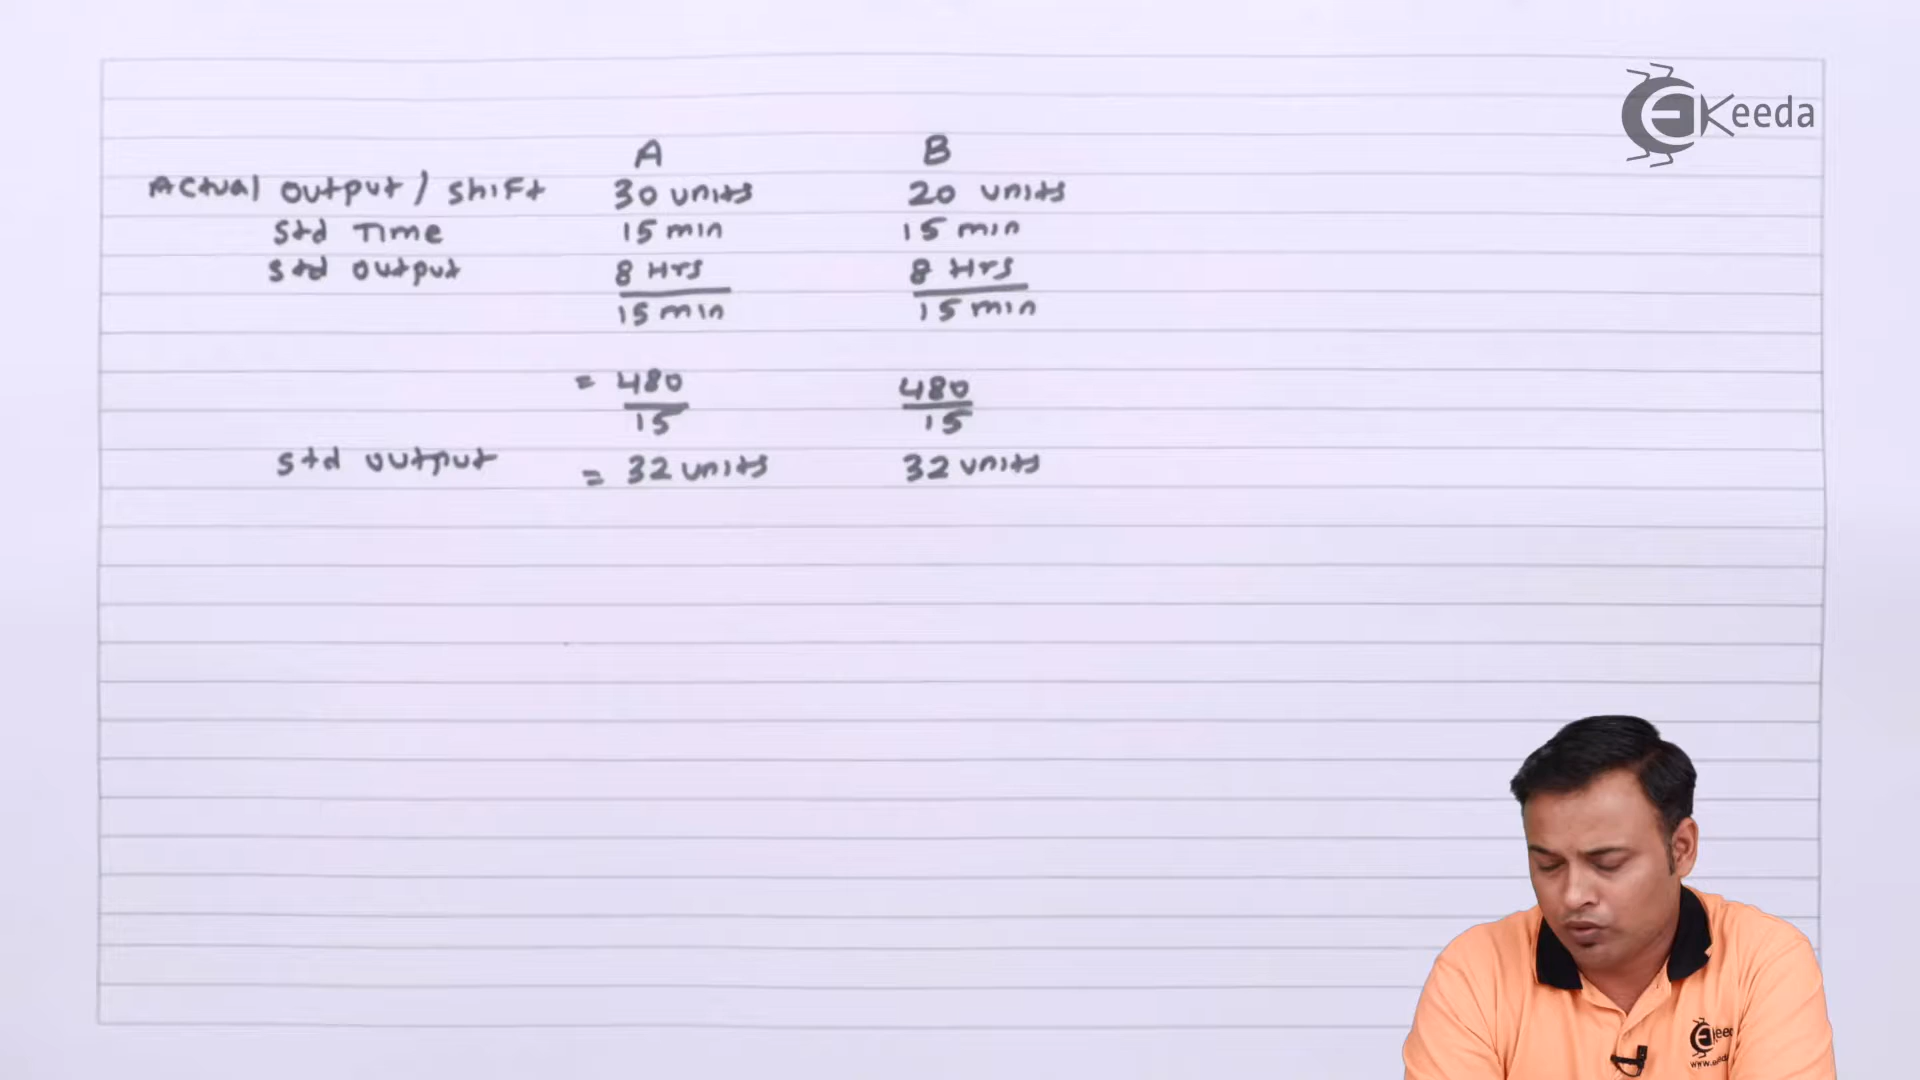 EKeeda
A B
Actual output / shift 30 units 20 units
Std Time 15 min 15 min
Std output 8 Hrs 8 Hrs
15 min 15 min
= 480 480
15 15
Std output = 32 units 32 units